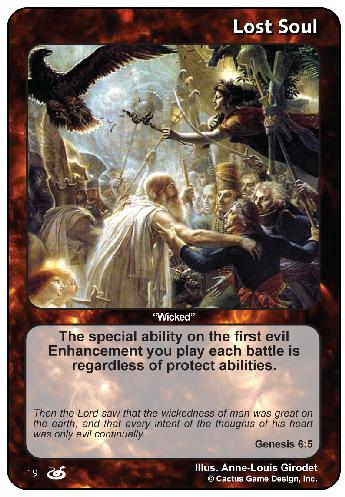 Lost Soul
"Wicked"
The special ability on the first evil
Enhancement you play each battle is
regardless of protect abilities.
Then the Lord saw that the wickedness of man was great on
the earth, and that every intent of the thoughts of his heart
was only evil continually.
Genesis 6:5
19
Illus. Anne-Louis Girodet
© Cactus Game Design, Inc.